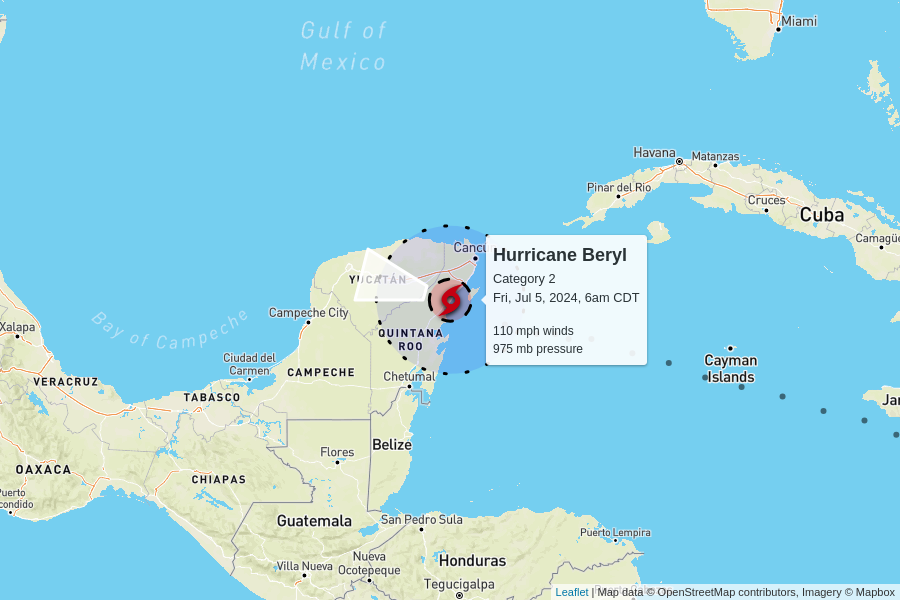 Gulf of
Mexico
Miami
Havana
Matanzas
Pinar del Río
Cruces
Cuba
Camagüe
Cancú
Hurricane Beryl
Category 2
Fri, Jul 5, 2024, 6am CDT
110 mph winds
975 mb pressure
YUCATÁN
Campeche City
Bay of Campeche
QUINTANA
ROO
Xalapa
Ciudad del
Carmen
CAMPECHE
Chetumal
Cayman
Islands
VERACRUZ
TABASCO
Jar
Belize
Flores
OAXACA
CHIAPAS
Puerto
condido
Guatemala
San Pedro Sula
Puerto Lempira
Honduras
Villa Nueva
Nueva
Ocotepeque
Tegucigalpa
Leaflet | Map data © OpenStreetMap contributors, Imagery © Mapbox